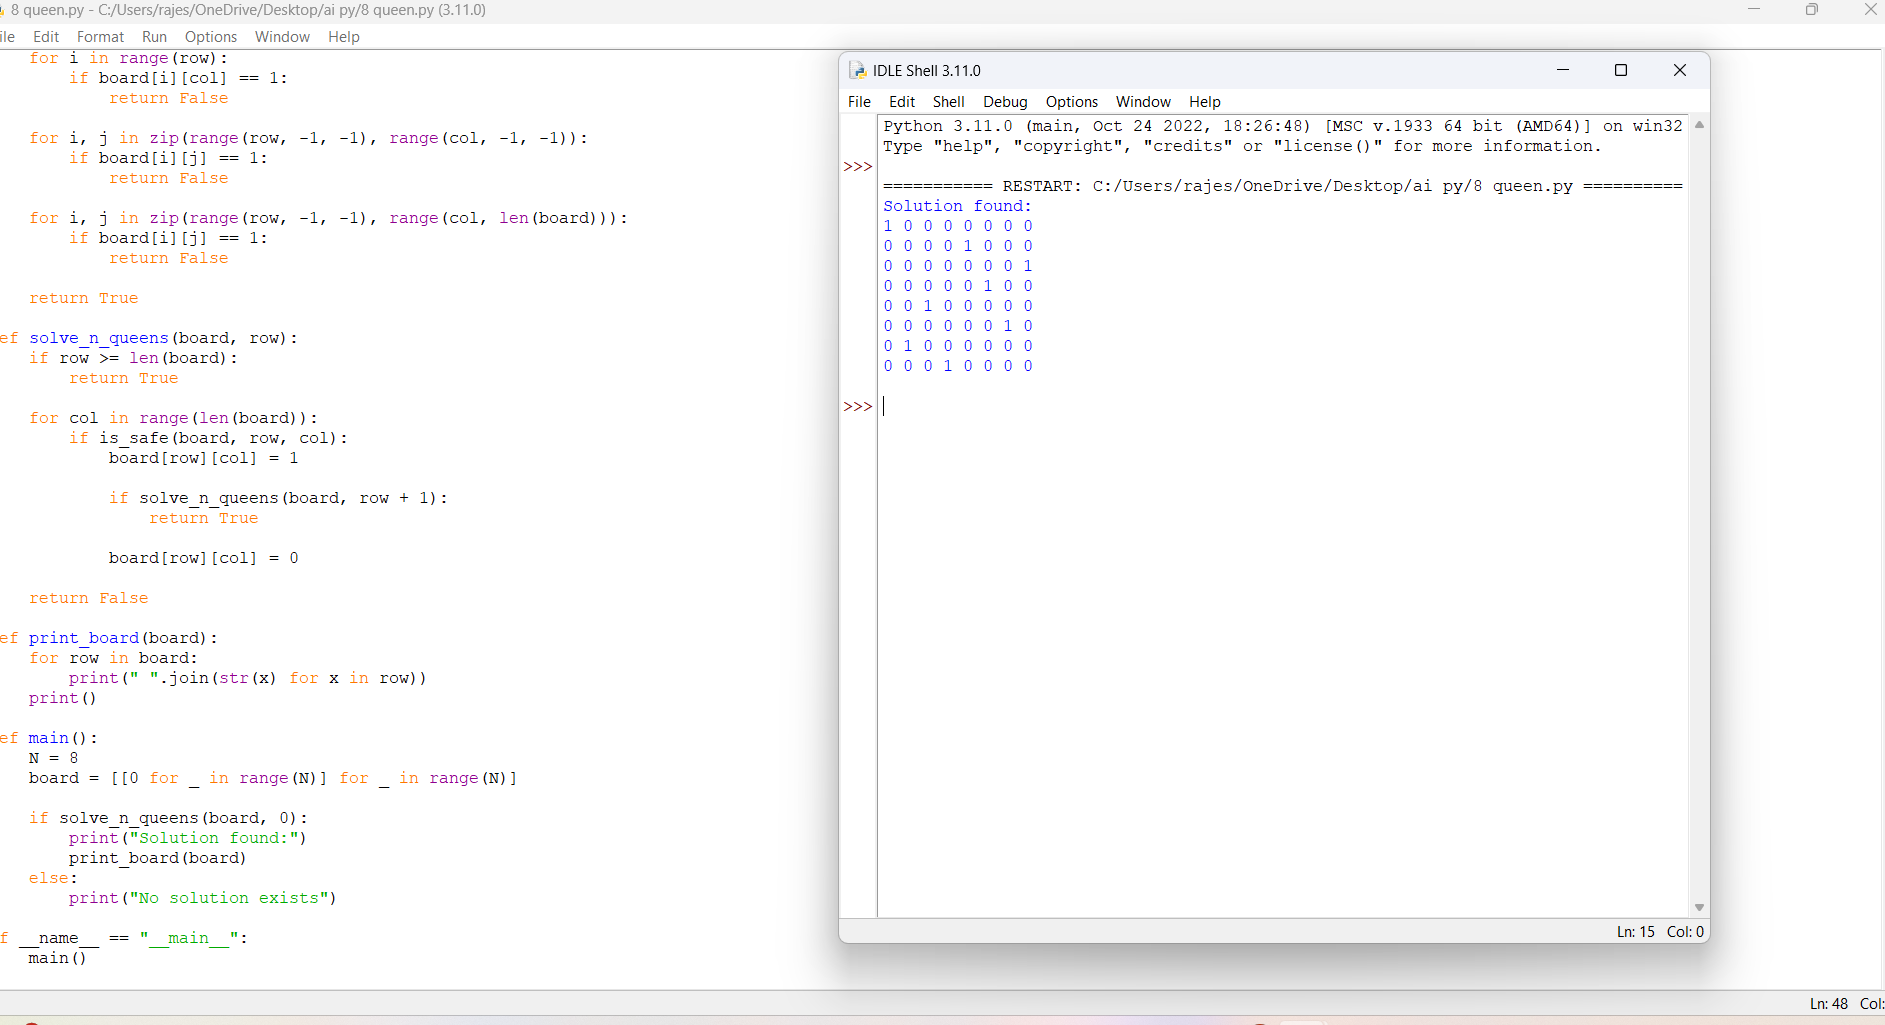 8 queen.py - C:/Users/rajes/OneDrive/Desktop/ai py/8 queen.py (3.11.0)
ile Edit Format Run Options Window Help
    for i in range(row):
        if board[i][col] == 1:
            return False

    for i, j in zip(range(row, -1, -1), range(col, -1, -1)):
        if board[i][j] == 1:
            return False

    for i, j in zip(range(row, -1, -1), range(col, len(board))):
        if board[i][j] == 1:
            return False

    return True

ef solve_n_queens(board, row):
    if row >= len(board):
        return True

    for col in range(len(board)):
        if is_safe(board, row, col):
            board[row][col] = 1

            if solve_n_queens(board, row + 1):
                return True

            board[row][col] = 0

    return False

ef print_board(board):
    for row in board:
        print(" ".join(str(x) for x in row))
    print()

ef main():
    N = 8
    board = [[0 for _ in range(N)] for _ in range(N)]

    if solve_n_queens(board, 0):
        print("Solution found:")
        print_board(board)
    else:
        print("No solution exists")

f __name__ == "__main__":
    main()
Ln: 48 Col:
IDLE Shell 3.11.0
File Edit Shell Debug Options Window Help
Python 3.11.0 (main, Oct 24 2022, 18:26:48) [MSC v.1933 64 bit (AMD64)] on win32
Type "help", "copyright", "credits" or "license()" for more information.
>>>
=========== RESTART: C:/Users/rajes/OneDrive/Desktop/ai py/8 queen.py ==========
Solution found:
1 0 0 0 0 0 0 0
0 0 0 0 1 0 0 0
0 0 0 0 0 0 0 1
0 0 0 0 0 1 0 0
0 0 1 0 0 0 0 0
0 0 0 0 0 0 1 0
0 1 0 0 0 0 0 0
0 0 0 1 0 0 0 0

>>>
Ln: 15 Col: 0